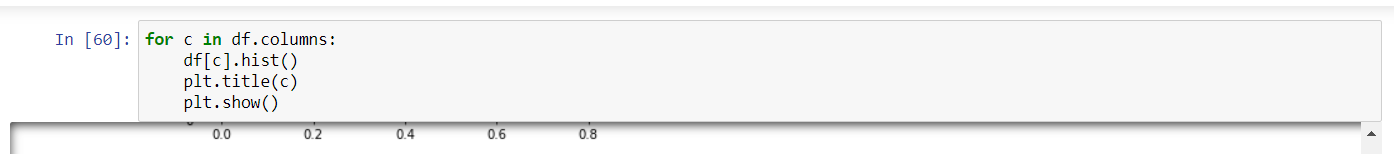 In [60]: for c in df.columns:
    df[c].hist()
    plt.title(c)
    plt.show()
0.0 0.2 0.4 0.6 0.8